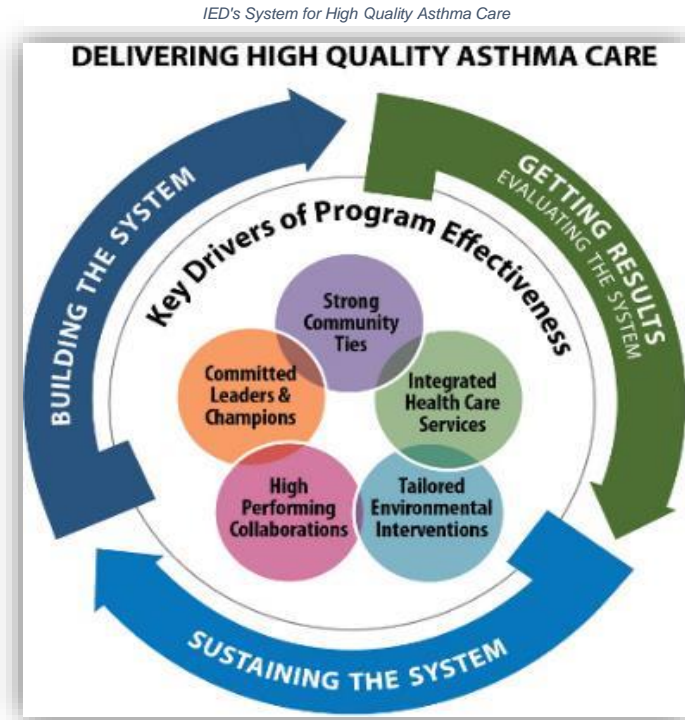 IED's System for High Quality Asthma Care
DELIVERING HIGH QUALITY ASTHMA CARE
BUILDING THE SYSTEM
GETTING RESULTS
EVALUATING THE SYSTEM
Key Drivers of Program Effectiveness
Strong
Community
Ties
Committed
Leaders &
Champions
Integrated
Health Care
Services
High
Performing
Collaborations
Tailored
Environmental
Interventions
SUSTAINING THE SYSTEM